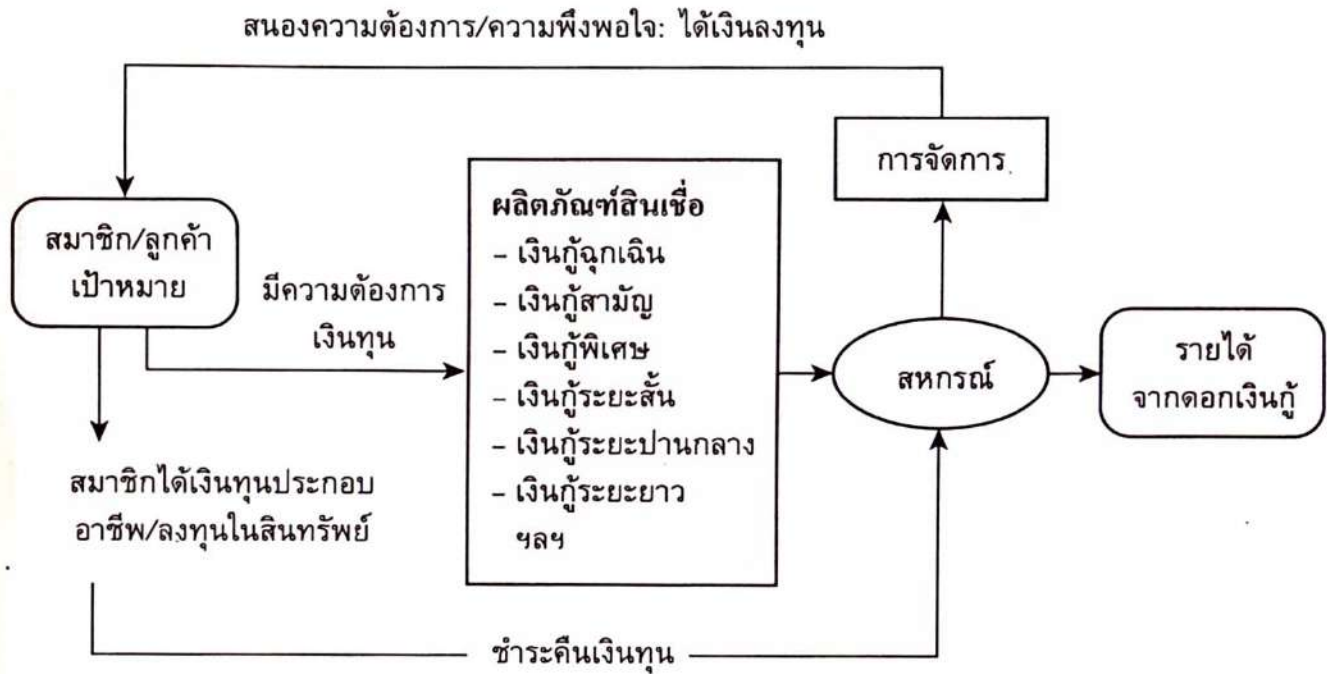 สนองความต้องการ/ความพึงพอใจ: ได้เงินลงทุน
การจัดการ
สมาชิก/ลูกค้า
เป้าหมาย
มีความต้องการ
เงินทุน
ผลิตภัณฑ์สินเชื่อ
– เงินกู้ฉุกเฉิน
– เงินกู้สามัญ
– เงินกู้พิเศษ
– เงินกู้ระยะสั้น
– เงินกู้ระยะปานกลาง
– เงินกู้ระยะยาว
ฯลฯ
สหกรณ์
รายได้
จากดอกเงินกู้
สมาชิกได้เงินทุนประกอบ
อาชีพ/ลงทุนในสินทรัพย์
ชำระคืนเงินทุน